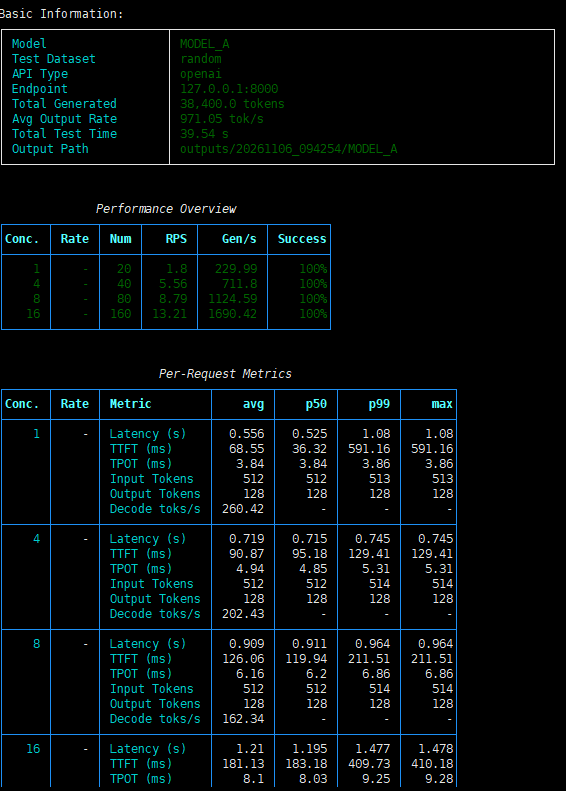 Basic Information:
Model MODEL_A
Test Dataset random
API Type openai
Endpoint 127.0.0.1:8000
Total Generated 38,400.0 tokens
Avg Output Rate 971.05 tok/s
Total Test Time 39.54 s
Output Path outputs/20261106_094254/MODEL_A
Performance Overview
Conc. Rate Num RPS Gen/s Success
1 - 20 1.8 229.99 100%
4 - 40 5.56 711.8 100%
8 - 80 8.79 1124.59 100%
16 - 160 13.21 1690.42 100%
Per-Request Metrics
Conc. Rate Metric avg p50 p99 max
1 - Latency (s) 0.556 0.525 1.08 1.08
TTFT (ms) 68.55 36.32 591.16 591.16
TPOT (ms) 3.84 3.84 3.86 3.86
Input Tokens 512 512 513 513
Output Tokens 128 128 128 128
Decode toks/s 260.42 - - -
4 - Latency (s) 0.719 0.715 0.745 0.745
TTFT (ms) 90.87 95.18 129.41 129.41
TPOT (ms) 4.94 4.85 5.31 5.31
Input Tokens 512 512 514 514
Output Tokens 128 128 128 128
Decode toks/s 202.43 - - -
8 - Latency (s) 0.909 0.911 0.964 0.964
TTFT (ms) 126.06 119.94 211.51 211.51
TPOT (ms) 6.16 6.2 6.86 6.86
Input Tokens 512 512 514 514
Output Tokens 128 128 128 128
Decode toks/s 162.34 - - -
16 - Latency (s) 1.21 1.195 1.477 1.478
TTFT (ms) 181.13 183.18 409.73 410.18
TPOT (ms) 8.1 8.03 9.25 9.28